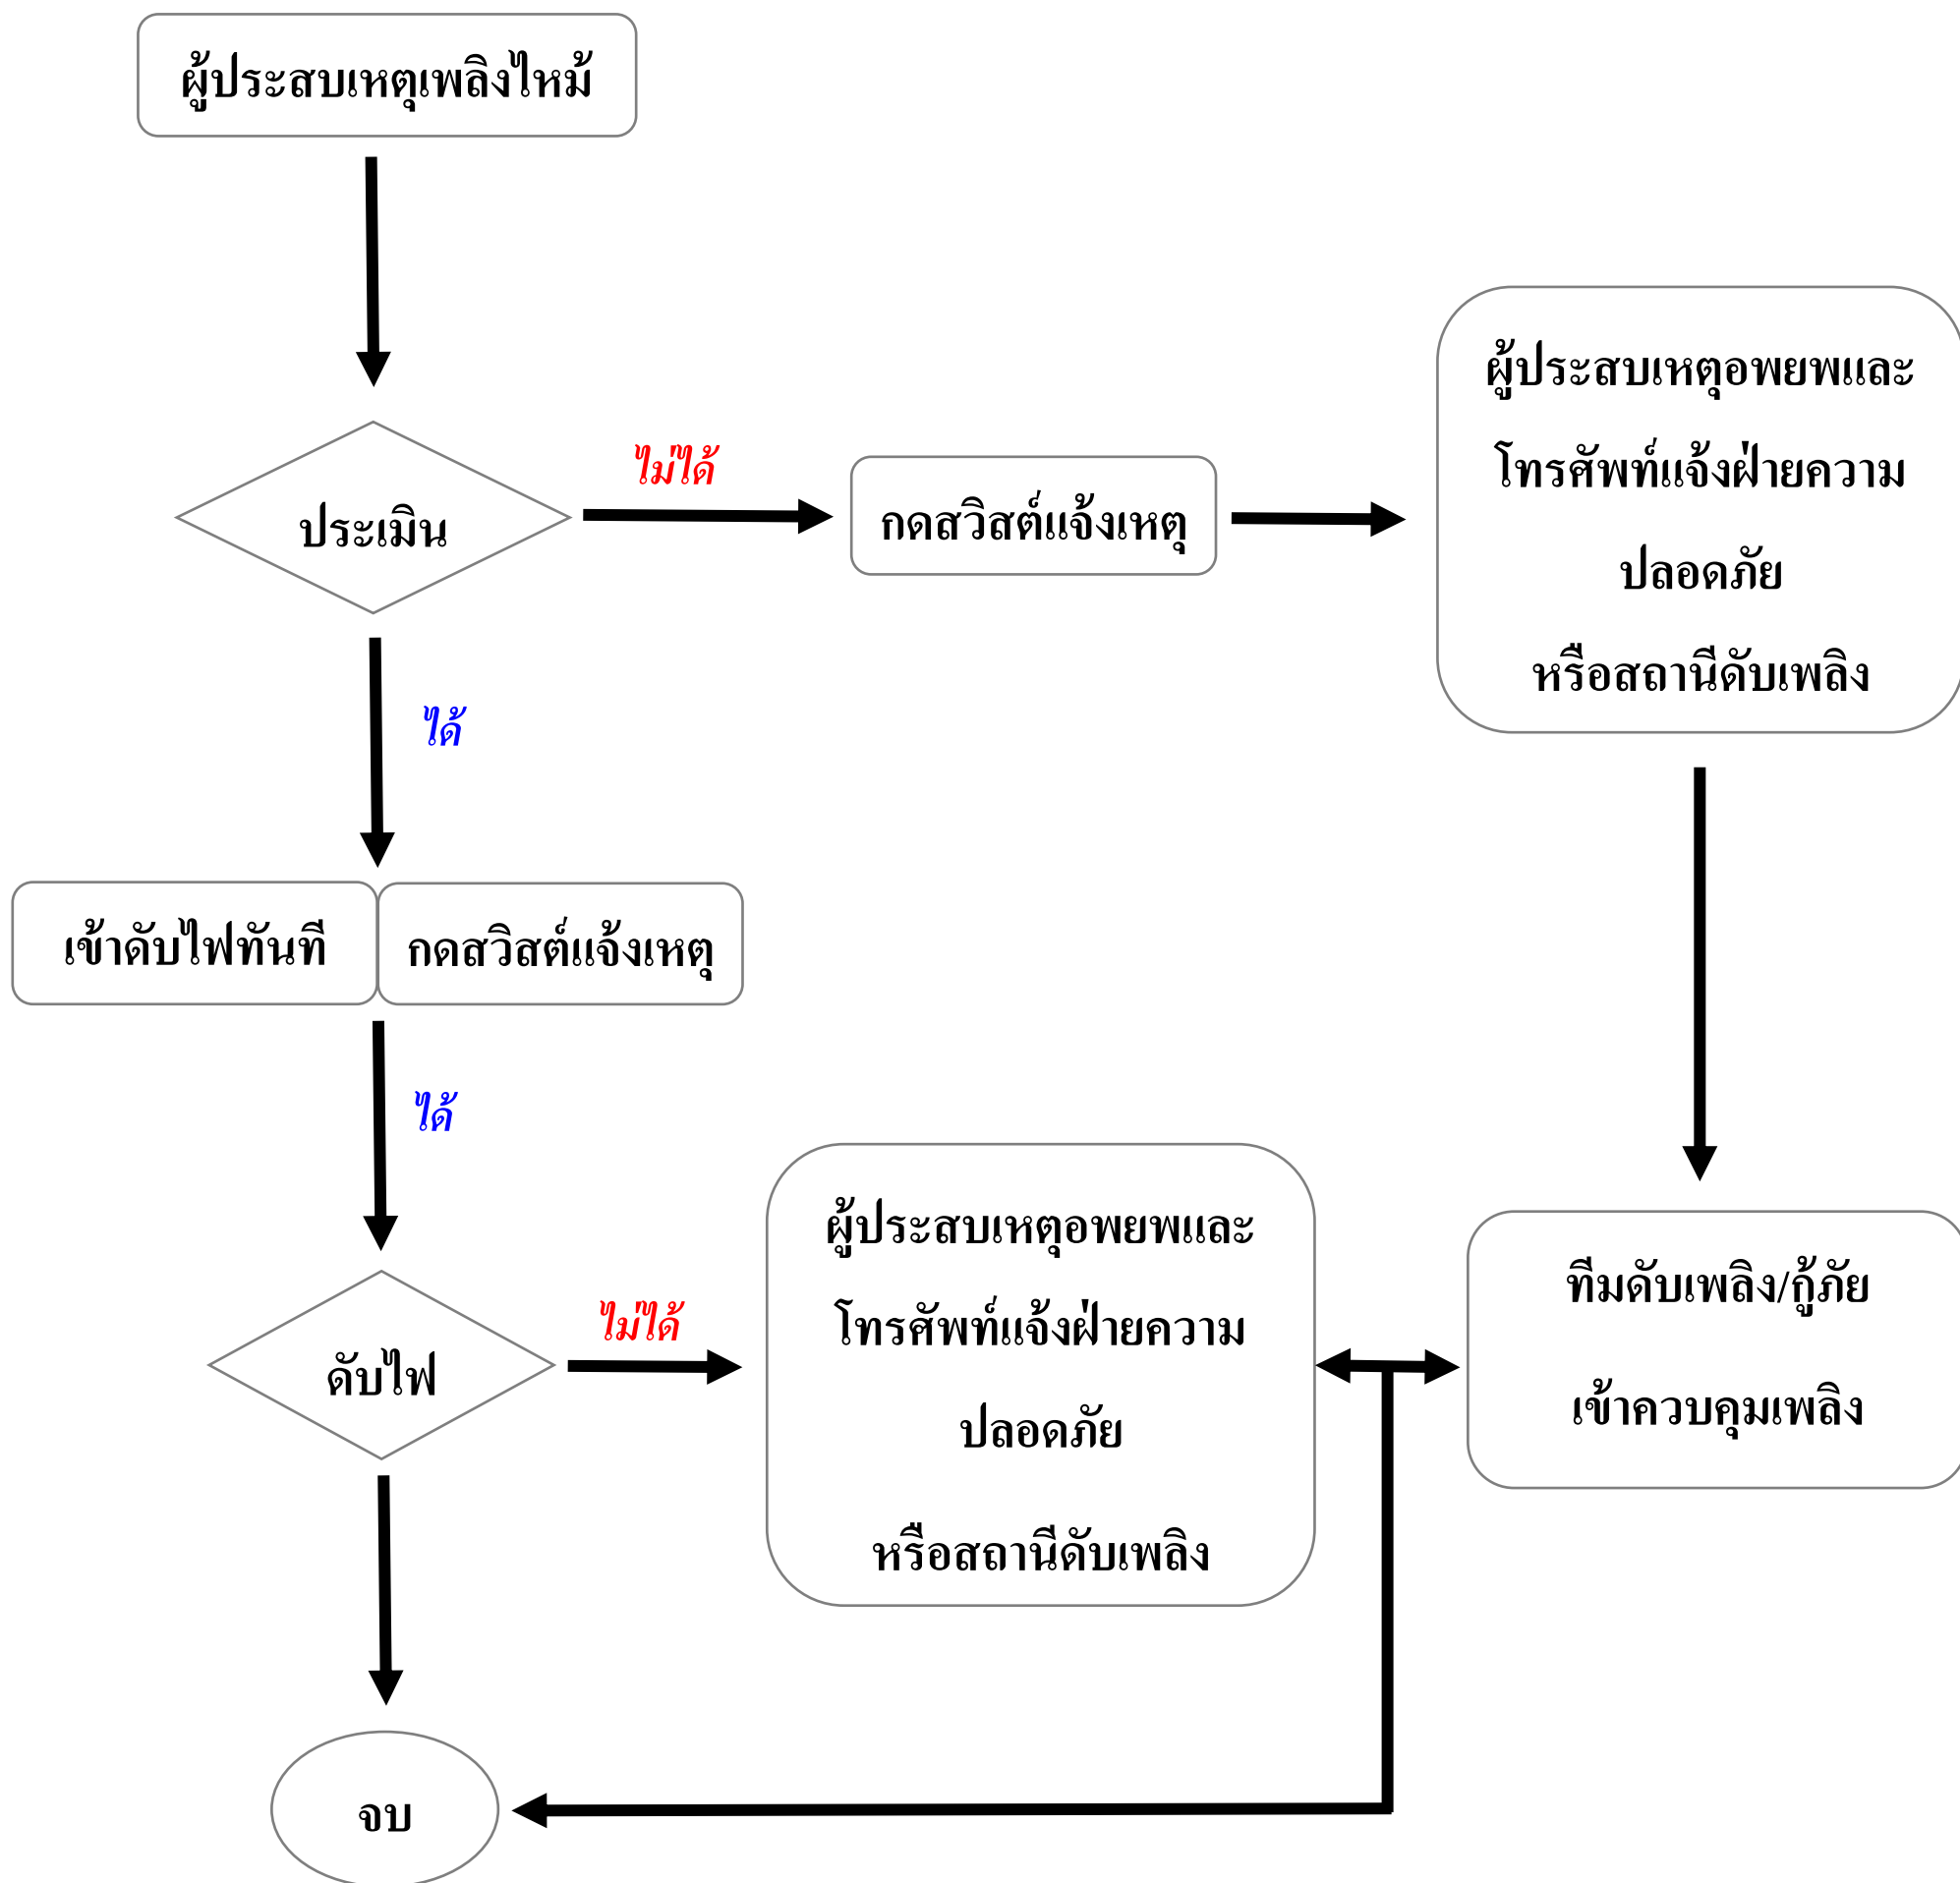 ผู้ประสบเหตุเพลิงไหม้
ประเมิน
ไม่ได้
กดสวิสต์แจ้งเหตุ
ผู้ประสบเหตุอพยพและ
โทรศัพท์แจ้งฝ่ายความ
ปลอดภัย
หรือสถานีดับเพลิง
ได้
เข้าดับไฟทันที
กดสวิสต์แจ้งเหตุ
ได้
ดับไฟ
ไม่ได้
ผู้ประสบเหตุอพยพและ
โทรศัพท์แจ้งฝ่ายความ
ปลอดภัย
หรือสถานีดับเพลิง
ทีมดับเพลิง/กู้ภัย
เข้าควบคุมเพลิง
จบ